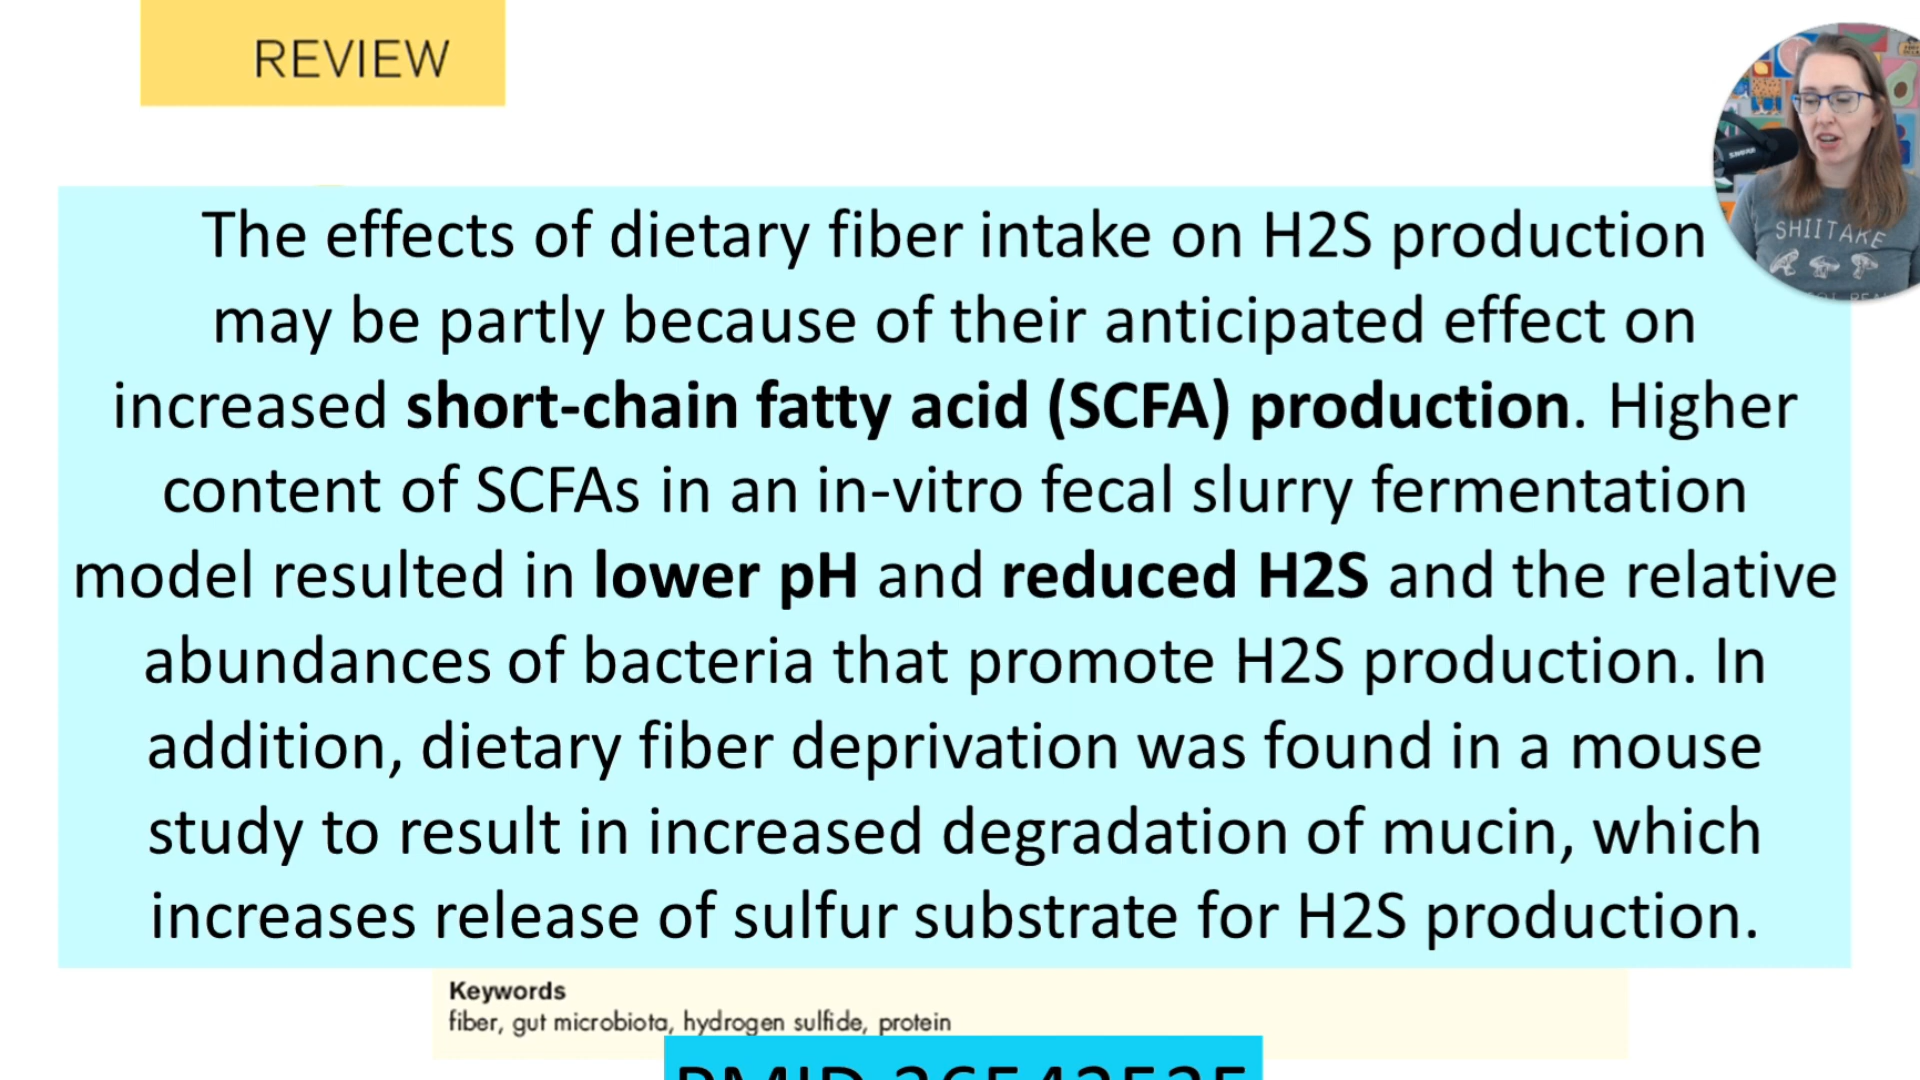 REVIEW
SHIITAKE
The effects of dietary fiber intake on H2S production
may be partly because of their anticipated effect on
increased short-chain fatty acid (SCFA) production. Higher
content of SCFAs in an in-vitro fecal slurry fermentation
model resulted in lower pH and reduced H2S and the relative
abundances of bacteria that promote H2S production. In
addition, dietary fiber deprivation was found in a mouse
study to result in increased degradation of mucin, which
increases release of sulfur substrate for H2S production.
Keywords
fiber, gut microbiota, hydrogen sulfide, protein
PMID